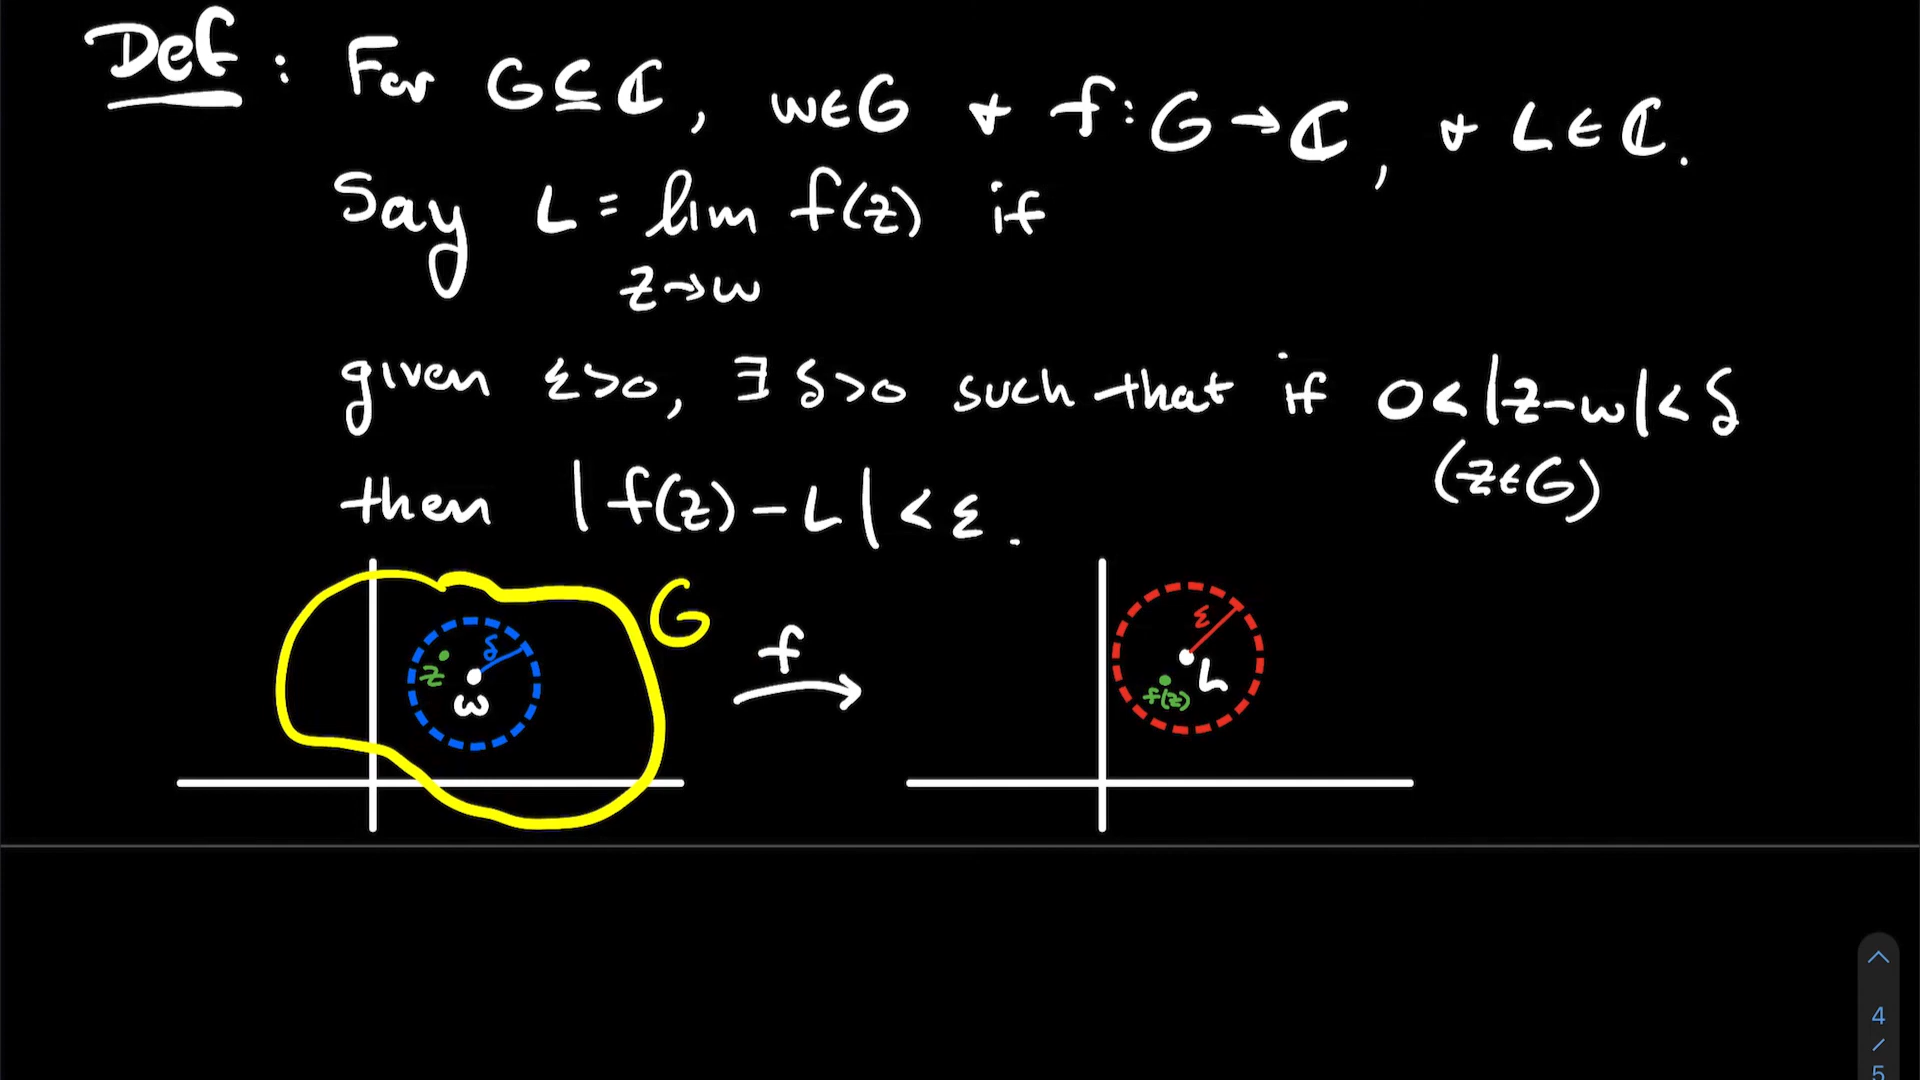 Def: For G⊆ℂ, w∈G & f:G→ℂ, & L∈ℂ.
Say L = lim f(z) if
z→w
given ε>0, ∃ δ>0 such that if 0<|z-w|<δ
(z∈G)
then |f(z)-L|<ε.
G
f
δ
z
w
ε
L
f(z)
4
/
5